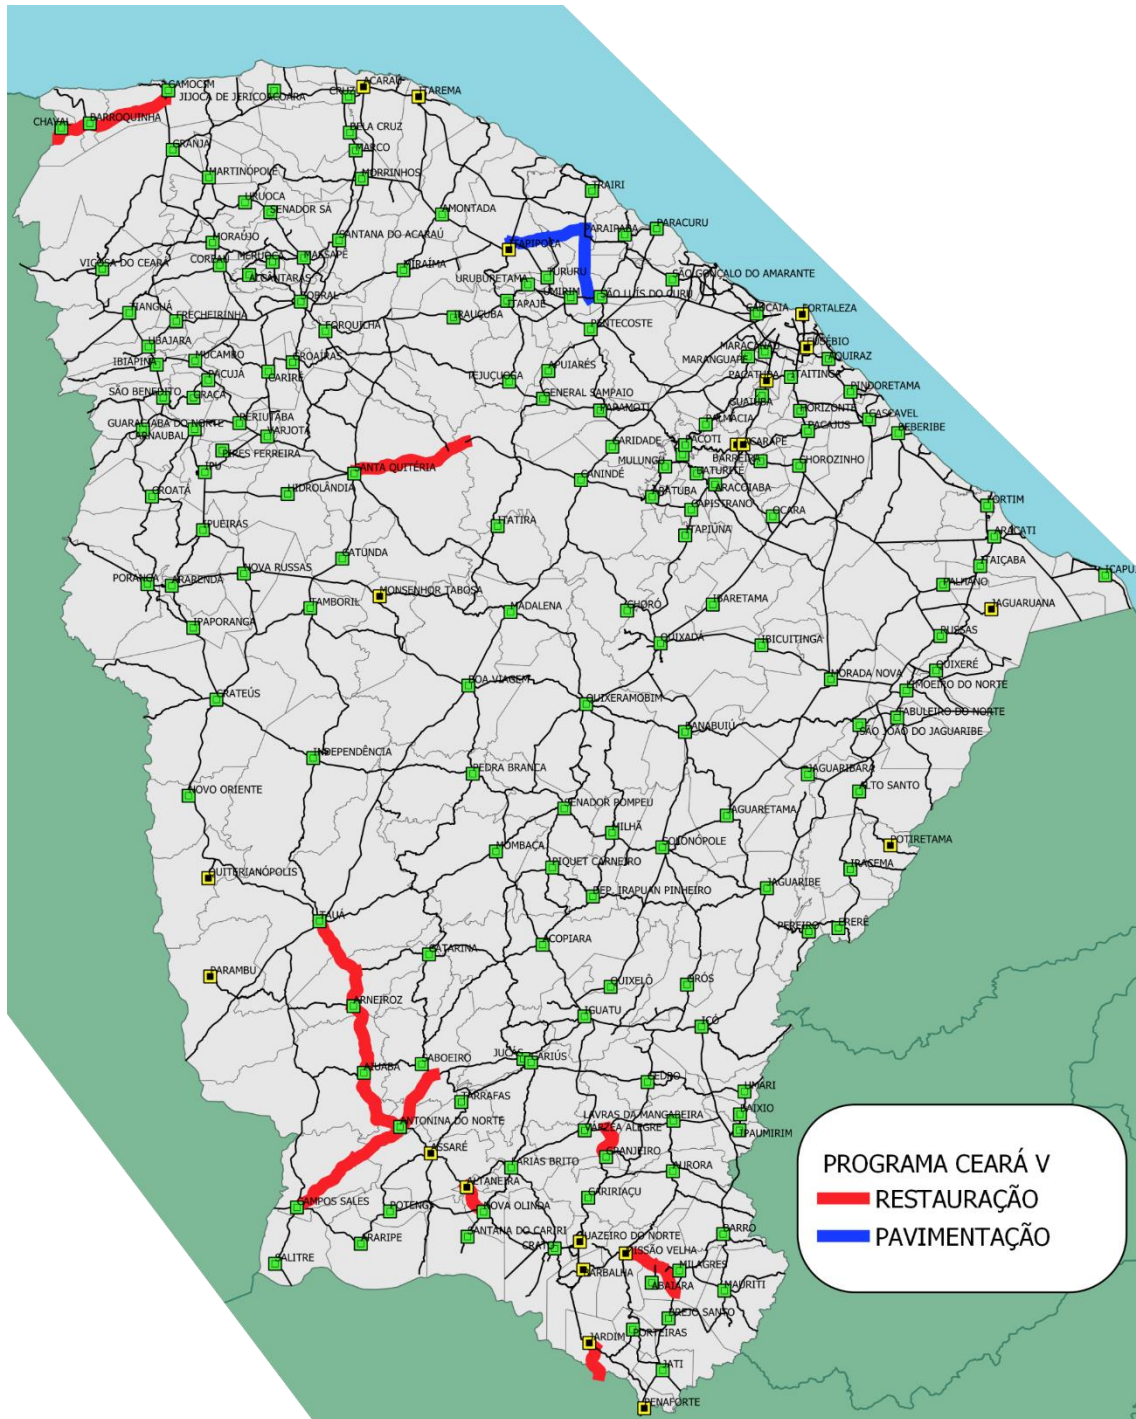 CAMOCIM
ACARAÚ
JIJOCA DE JERICOACOARA
CRUZ
ITAREMA
CHAVAL
BARROQUINHA
BELA CRUZ
GRANJA
MARCO
MARTINÓPOLE
MORRINHOS
TRAIRI
URUOCA
SENADOR SÁ
AMONTADA
PARAIPABA
PARACURU
MORAÚJO
SANTANA DO ACARAÚ
ITAPIPOCA
VIÇOSA DO CEARÁ
COREAÚ
MERUOCA
MASSAPÊ
ALCÂNTARAS
MIRAÍMA
TURURU
URUBURETAMA
SÃO GONÇALO DO AMARANTE
TIANGUÁ
SOBRAL
ITAPAJÉ
UMIRIM
SÃO LUÍS DO CURU
FRECHEIRINHA
IRAUÇUBA
CAUCAIA
FORTALEZA
FORQUILHA
PENTECOSTE
UBAJARA
IBIAPINA
MUCAMBO
GROAÍRAS
MARACANAÚ
EUSÉBIO
MARANGUAPE
AQUIRAZ
PACUJÁ
CARIRÉ
APUIARÉS
TEJUÇUOCA
PACATUBA
ITAITINGA
SÃO BENEDITO
GRAÇA
GENERAL SAMPAIO
GUAIÚBA
PINDORETAMA
PARAMOTI
HORIZONTE
GUARACIABA DO NORTE
CARNAUBAL
RERIUTABA
VARJOTA
PALMÁCIA
PACAJUS
CASCAVEL
BEBERIBE
PIRES FERREIRA
CARIDADE
PACOTI
ACARAPE
BARREIRA
IPU
SANTA QUITÉRIA
MULUNGU
CHOROZINHO
CANINDÉ
BATURITÉ
CROATÁ
HIDROLÂNDIA
ARATUBA
ARACOIABA
CAPISTRANO
FORTIM
IPUEIRAS
ITATIRA
OCARA
ITAPIÚNA
ARACATI
CATUNDA
ITAIÇABA
NOVA RUSSAS
ICAPUÍ
PORANGA
ARARENDÁ
MONSENHOR TABOSA
PALHANO
TAMBORIL
MADALENA
CHORÓ
IBARETAMA
JAGUARUANA
IPAPORANGA
QUIXADÁ
IBICUITINGA
RUSSAS
QUIXERÉ
MORADA NOVA
LIMOEIRO DO NORTE
CRATEÚS
BOA VIAGEM
QUIXERAMOBIM
TABULEIRO DO NORTE
BANABUIÚ
SÃO JOÃO DO JAGUARIBE
INDEPENDÊNCIA
PEDRA BRANCA
JAGUARIBARA
NOVO ORIENTE
ALTO SANTO
SENADOR POMPEU
JAGUARETAMA
MILHÃ
MOMBAÇA
SOLONÓPOLE
POTIRETAMA
PIQUET CARNEIRO
IRACEMA
QUITERIANÓPOLIS
DEP. IRAPUAN PINHEIRO
JAGUARIBE
TAUÁ
PEREIRO
ERERÊ
CATARINA
ACOPIARA
PARAMBU
QUIXELÔ
ORÓS
ARNEIROZ
IGUATU
ICÓ
SABOEIRO
JUCÁS
CARIÚS
AIUABA
CEDRO
UMARI
TARRAFAS
BAIXIO
ANTONINA DO NORTE
LAVRAS DA MANGABEIRA
VÁRZEA ALEGRE
IPAUMIRIM
ASSARÉ
GRANJEIRO
FARIAS BRITO
AURORA
ALTANEIRA
CAMPOS SALES
POTENGI
NOVA OLINDA
CARIRIAÇU
ARARIPE
SANTANA DO CARIRI
CRATO
JUAZEIRO DO NORTE
BARRO
MISSÃO VELHA
SALITRE
BARBALHA
MILAGRES
ABAIARA
MAURITI
BREJO SANTO
JARDIM
PORTEIRAS
JATI
PENAFORTE
PROGRAMA CEARÁ V
RESTAURAÇÃO
PAVIMENTAÇÃO